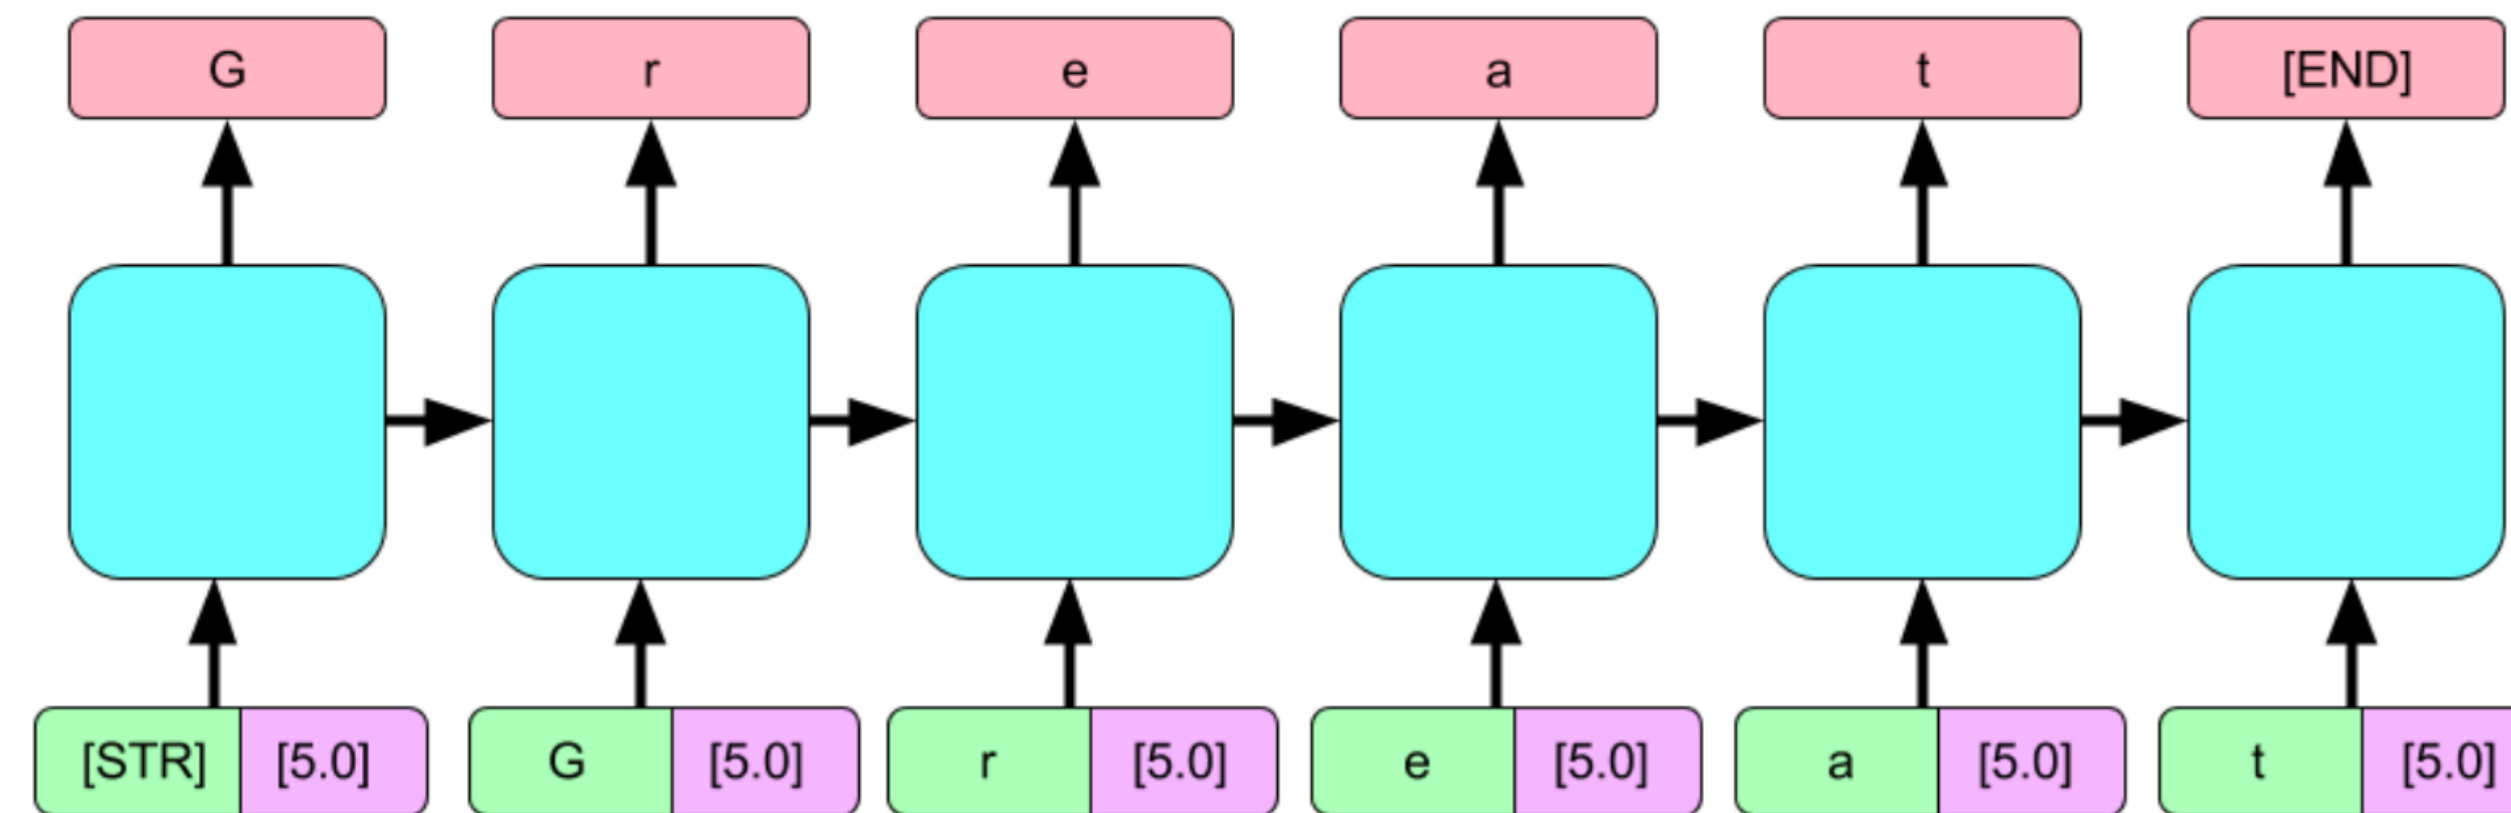 G r e a t [END]
[STR] [5.0] G [5.0] r [5.0] e [5.0] a [5.0] t [5.0]